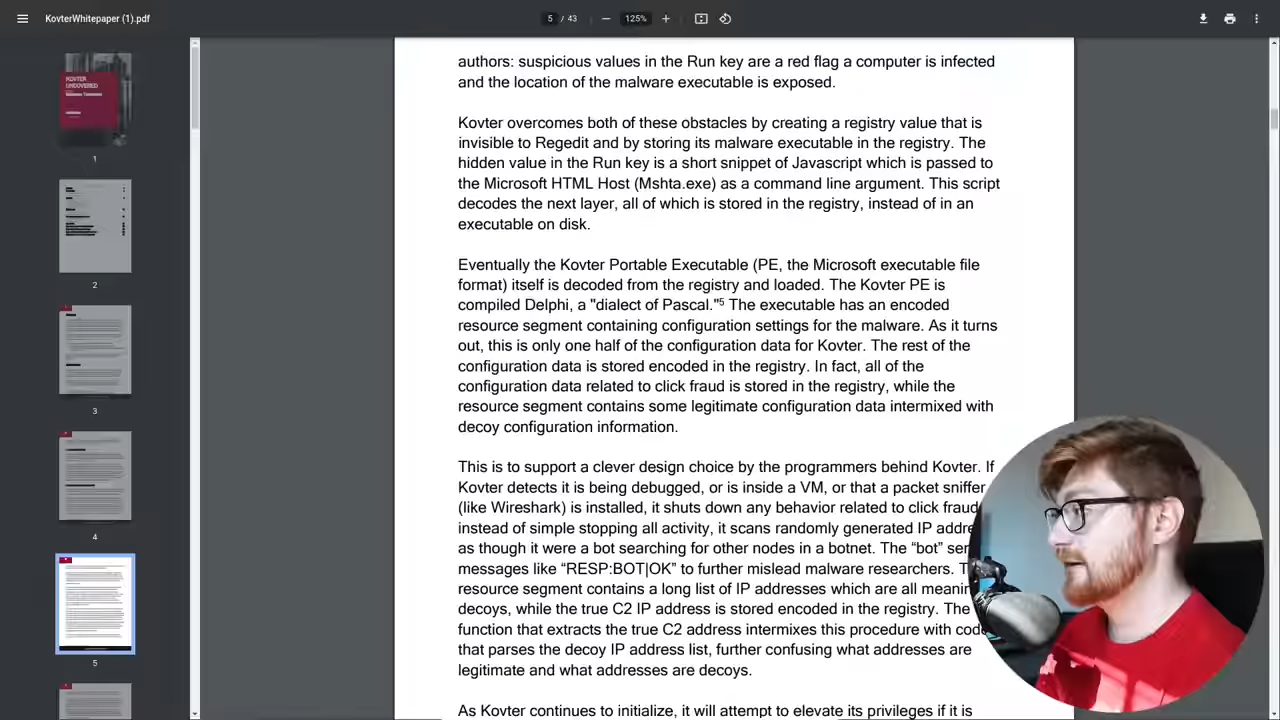 KovterWhitepaper (1).pdf
5 / 43
125%
authors: suspicious values in the Run key are a red flag a computer is infected
and the location of the malware executable is exposed.
Kovter overcomes both of these obstacles by creating a registry value that is
invisible to Regedit and by storing its malware executable in the registry. The
hidden value in the Run key is a short snippet of Javascript which is passed to
the Microsoft HTML Host (Mshta.exe) as a command line argument. This script
decodes the next layer, all of which is stored in the registry, instead of in an
executable on disk.
Eventually the Kovter Portable Executable (PE, the Microsoft executable file
format) itself is decoded from the registry and loaded. The Kovter PE is
compiled Delphi, a "dialect of Pascal."5 The executable has an encoded
resource segment containing configuration settings for the malware. As it turns
out, this is only one half of the configuration data for Kovter. The rest of the
configuration data is stored encoded in the registry. In fact, all of the
configuration data related to click fraud is stored in the registry, while the
resource segment contains some legitimate configuration data intermixed with
decoy configuration information.
This is to support a clever design choice by the programmers behind Kovter. If
Kovter detects it is being debugged, or is inside a VM, or that a packet sniffer
(like Wireshark) is installed, it shuts down any behavior related to click fraud
instead of simple stopping all activity, it scans randomly generated IP
as though it were a bot searching for other nodes in a botnet. The “bot”
messages like “RESP:BOT|OK” to further mislead malware researchers.
resource segment contains a long list of IP addresses which are all
decoys, while the true C2 IP address is stored encoded in the registry. The
function that extracts the true C2 address intermixes this procedure with code
that parses the decoy IP address list, further confusing what addresses are
legitimate and what addresses are decoys.
As Kovter continues to initialize, it will attempt to elevate its privileges if it is
KOVTER
UNCOVERED
1
2
3
4
5